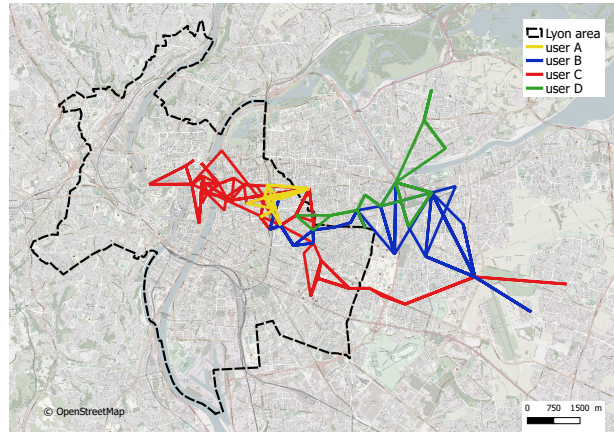 Lyon area
user A
user B
user C
user D
© OpenStreetMap
0 750 1500 m